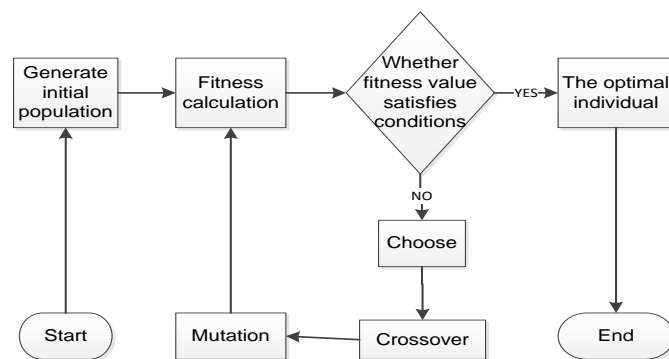 Generate
initial
population
Fitness
calculation
Whether
fitness value
satisfies
conditions
YES
The optimal
individual
NO
Choose
Start
Mutation
Crossover
End